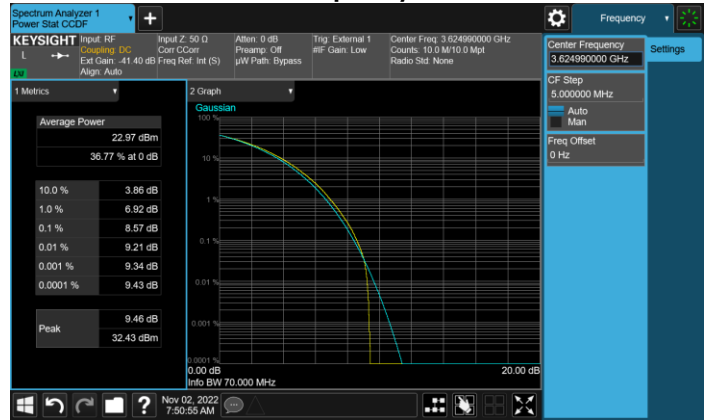 Spectrum Analyzer 1
Power Stat CCDF
Frequency
KEYSIGHT
L
LXI
Input: RF
Coupling: DC
Ext Gain: -41.40 dB
Align: Auto
Input Z: 50 Ω
Corr CCorr
Freq Ref: Int (S)
Atten: 0 dB
Preamp: Off
µW Path: Bypass
Trig: External 1
#IF Gain: Low
Center Freq: 3.624990000 GHz
Counts: 10.0 M/10.0 Mpt
Radio Std: None
Center Frequency
3.624990000 GHz
Settings
CF Step
5.000000 MHz
Auto
Man
Freq Offset
0 Hz
1 Metrics
Average Power
22.97 dBm
36.77 % at 0 dB
10.0 % 3.86 dB
1.0 % 6.92 dB
0.1 % 8.57 dB
0.01 % 9.21 dB
0.001 % 9.34 dB
0.0001 % 9.43 dB
Peak
9.46 dB
32.43 dBm
2 Graph
Gaussian
100 %
10 %
1 %
0.1 %
0.01 %
0.001 %
0.0001 %
0.00 dB 20.00 dB
Info BW 70.000 MHz
?
Nov 02, 2022
7:50:55 AM